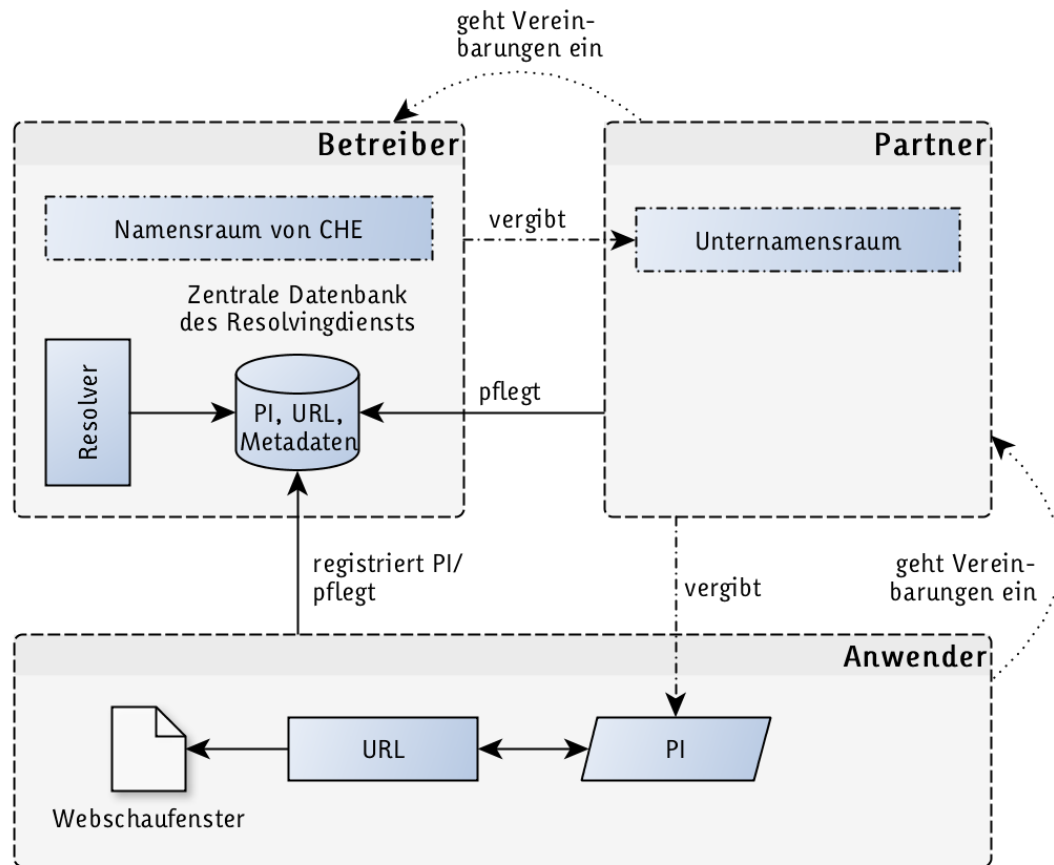 geht Verein-
barungen ein
Betreiber
Partner
Namensraum von CHE
vergibt
Unternamensraum
Zentrale Datenbank
des Resolvingdiensts
Resolver
PI, URL,
Metadaten
pflegt
registriert PI/
pflegt
vergibt
geht Verein-
barungen ein
Anwender
URL
PI
Webschaufenster